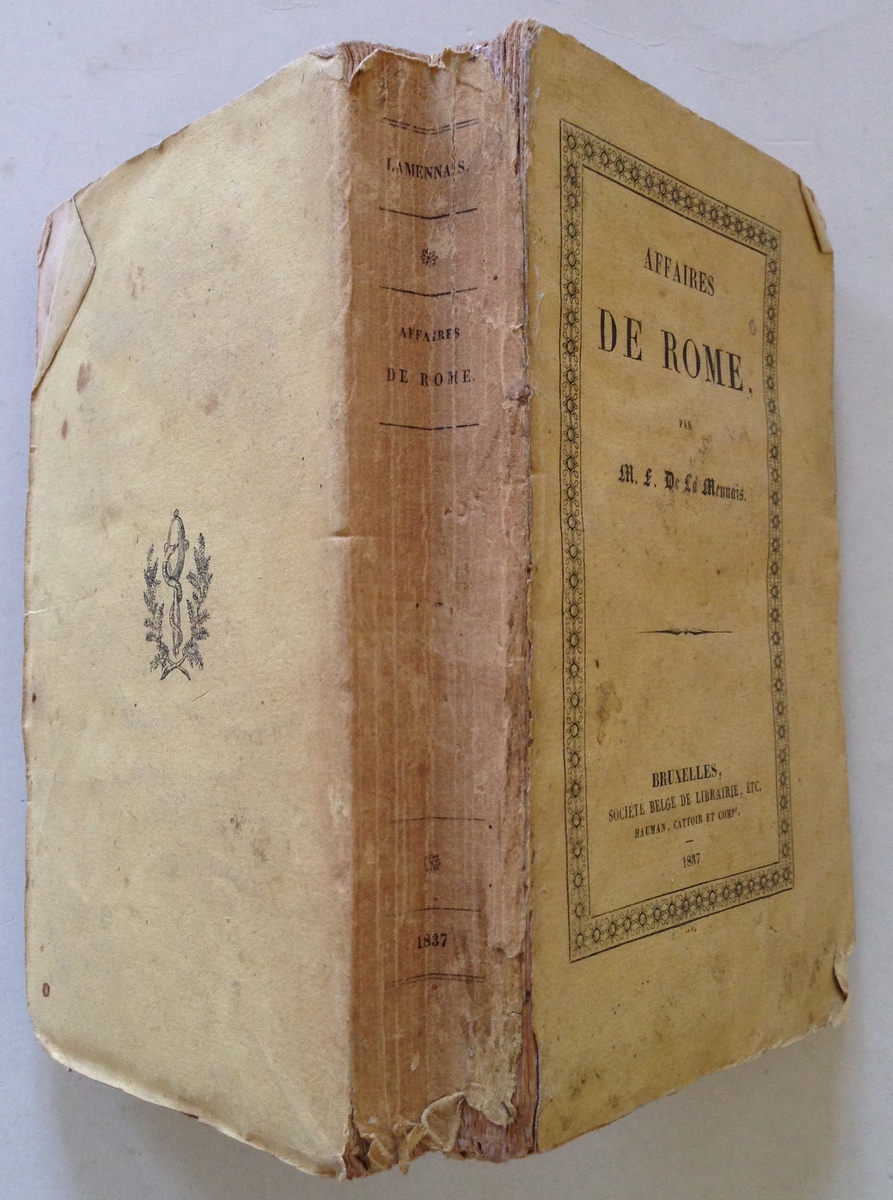 LAMENNAIS.
AFFAIRES
DE ROME.
1837
AFFAIRES
DE ROME.
PAR
M. F. De La Mennais.
BRUXELLES,
SOCIÉTÉ BELGE DE LIBRAIRIE, ETC.
HAUMAN, CATTOIR ET COMPᵉ.
1837